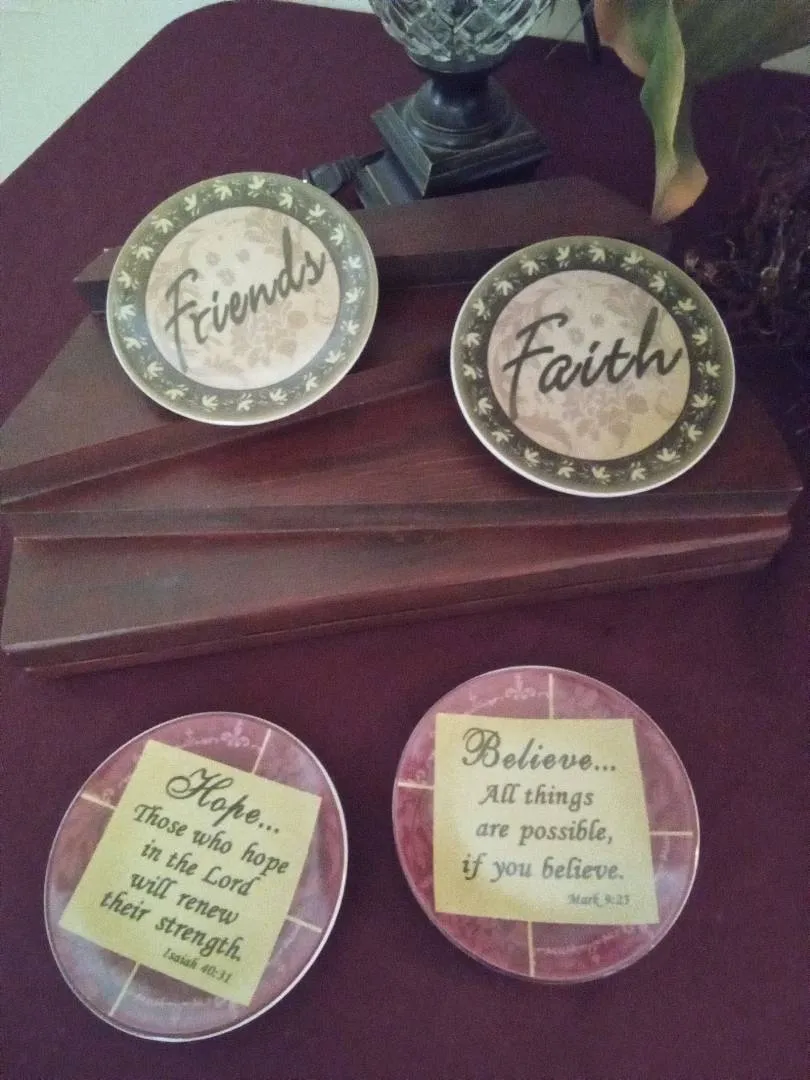 Friends
Faith
Hope...
Those who hope
in the Lord
will renew
their strength.
Isaiah 40:31
Believe...
All things
are possible,
if you believe.
Mark 9:23